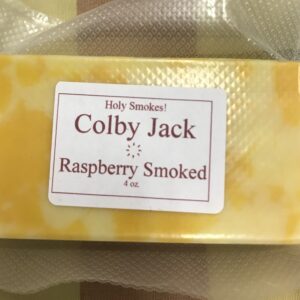 Holy Smokes!
Colby Jack
Raspberry Smoked
4 oz.